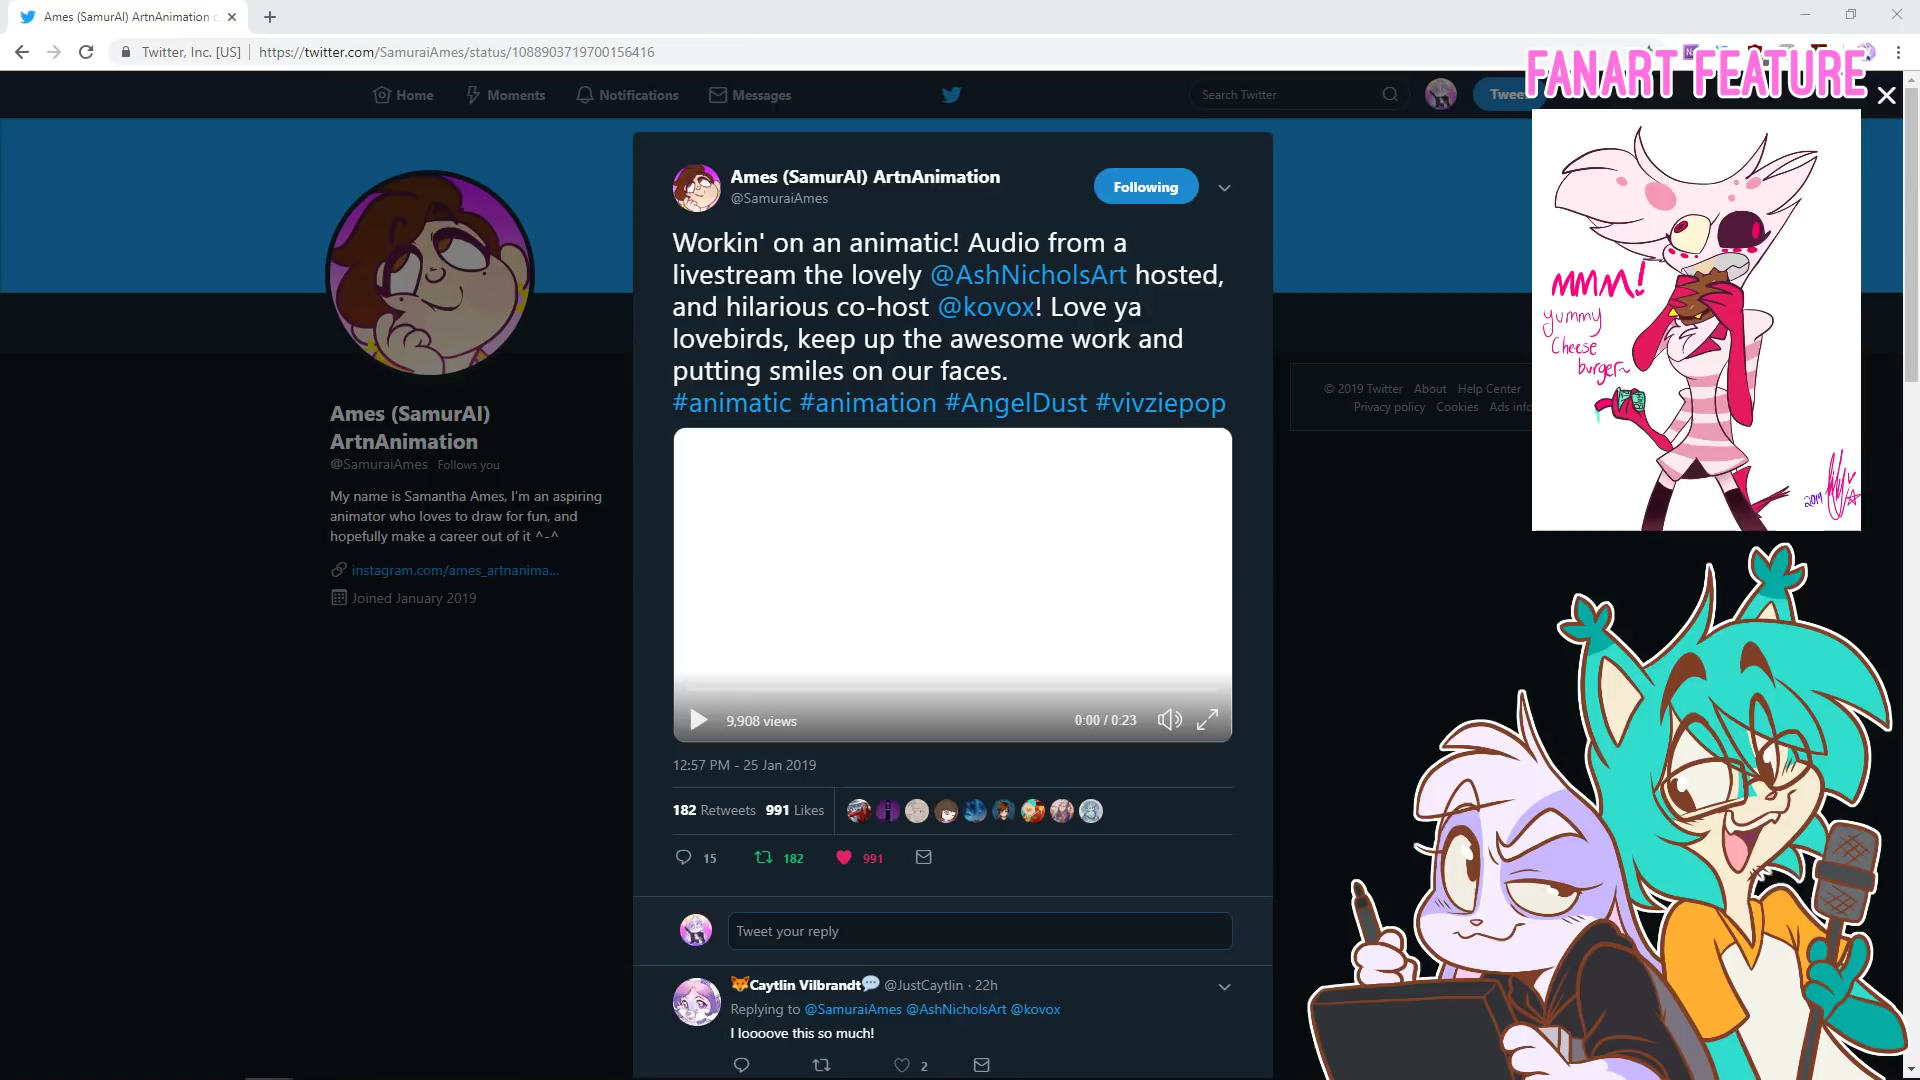 Ames (SamurAI) ArtnAnimation
Twitter, Inc. [US]
https://twitter.com/SamuraiAmes/status/1088903719700156416
FANART FEATURE
Home
Moments
Notifications
Messages
Search Twitter
Tweet
Ames (SamurAI) ArtnAnimation
@SamuraiAmes
Following
Workin' on an animatic! Audio from a
livestream the lovely @AshNicholsArt hosted,
and hilarious co-host @kovox! Love ya
lovebirds, keep up the awesome work and
putting smiles on our faces.
#animatic #animation #AngelDust #vivziepop
9,908 views
0:00 / 0:23
12:57 PM - 25 Jan 2019
182 Retweets 991 Likes
15
182
991
Tweet your reply
Caytlin Vilbrandt @JustCaytlin · 22h
Replying to @SamuraiAmes @AshNicholsArt @kovox
I loooove this so much!
2
Ames (SamurAI)
ArtnAnimation
@SamuraiAmes Follows you
My name is Samantha Ames, I'm an aspiring
animator who loves to draw for fun, and
hopefully make a career out of it ^-^
instagram.com/ames_artnanima...
Joined January 2019
© 2019 Twitter About Help Center
Privacy policy Cookies Ads info
MMM!
yummy
Cheese
burger~
2019